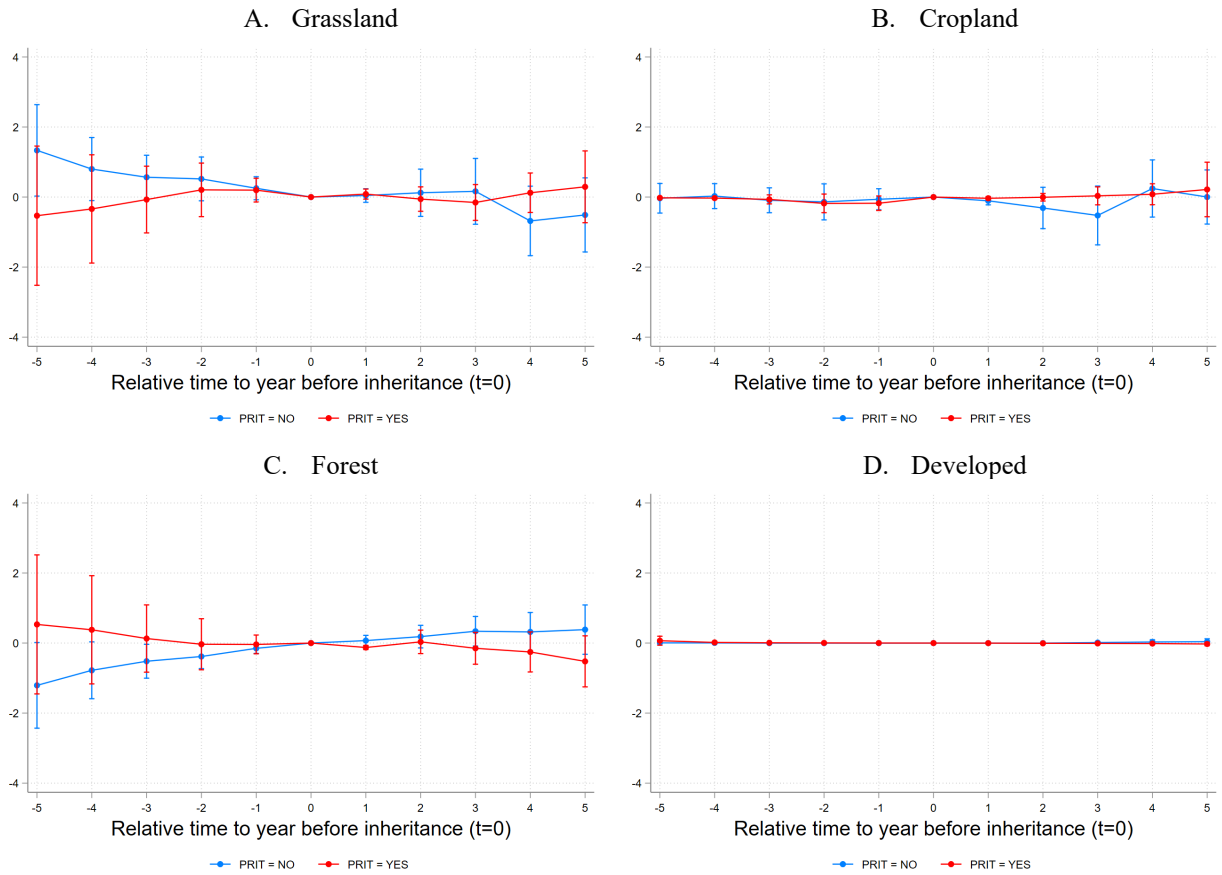 A. Grassland
4
2
0
-2
-4
-5 -4 -3 -2 -1 0 1 2 3 4 5
Relative time to year before inheritance (t=0)
PRIT = NO PRIT = YES
B. Cropland
4
2
0
-2
-4
-5 -4 -3 -2 -1 0 1 2 3 4 5
Relative time to year before inheritance (t=0)
PRIT = NO PRIT = YES
C. Forest
4
2
0
-2
-4
-5 -4 -3 -2 -1 0 1 2 3 4 5
Relative time to year before inheritance (t=0)
PRIT = NO PRIT = YES
D. Developed
4
2
0
-2
-4
-5 -4 -3 -2 -1 0 1 2 3 4 5
Relative time to year before inheritance (t=0)
PRIT = NO PRIT = YES